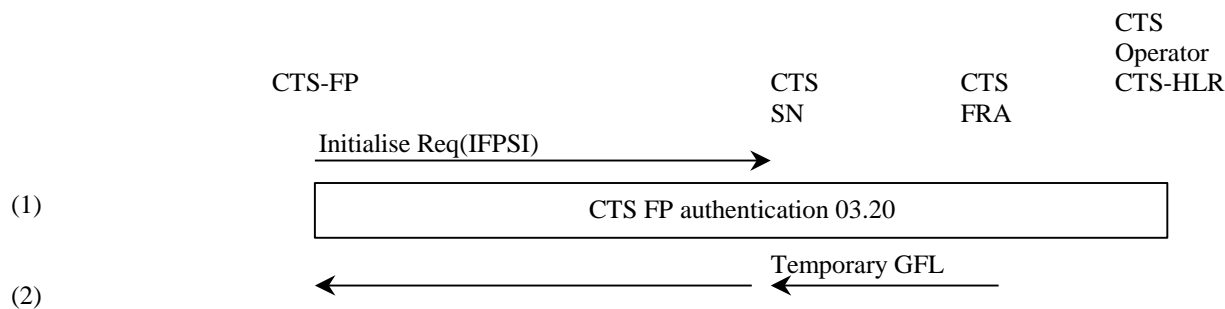 CTS
Operator
CTS-FP CTS CTS CTS-HLR
SN FRA
Initialise Req(IFPSI)
(1) CTS FP authentication 03.20
Temporary GFL
(2)